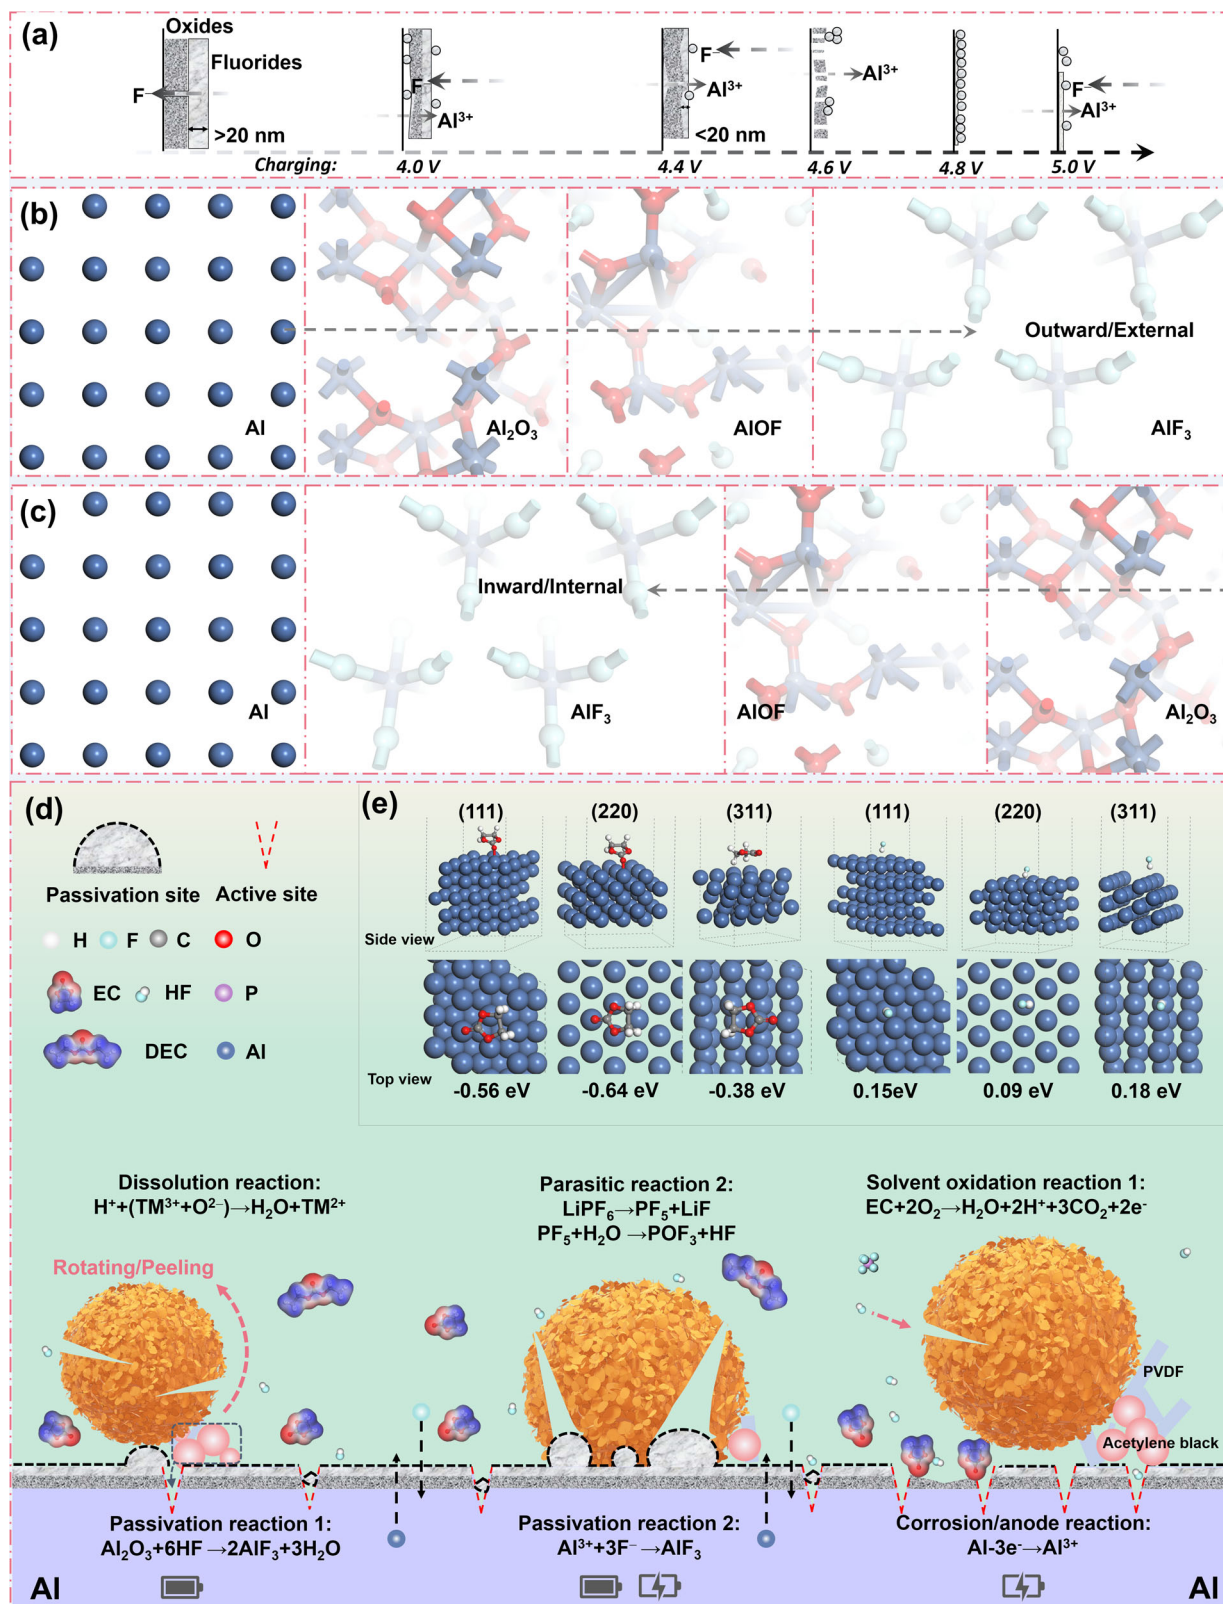 (a)
Oxides
Fluorides
F⁻
>20 nm
F⁻
Al³⁺
F⁻
Al³⁺
<20 nm
Al³⁺
F⁻
Al³⁺
Charging:
4.0 V
4.4 V
4.6 V
4.8 V
5.0 V
(b)
Al
Al₂O₃
AlOF
Outward/External
AlF₃
(c)
Al
Inward/Internal
AlF₃
AlOF
Al₂O₃
(d)
Passivation site
Active site
H F C O
EC HF P
DEC Al
(e)
(111) (220) (311) (111) (220) (311)
Side view
Top view
-0.56 eV -0.64 eV -0.38 eV 0.15eV 0.09 eV 0.18 eV
Dissolution reaction:
H⁺+(TM³⁺+O²⁻)→H₂O+TM²⁺
Parasitic reaction 2:
LiPF₆→PF₅+LiF
PF₅+H₂O →POF₃+HF
Solvent oxidation reaction 1:
EC+2O₂→H₂O+2H⁺+3CO₂+2e⁻
Rotating/Peeling
PVDF
Acetylene black
Passivation reaction 1:
Al₂O₃+6HF →2AlF₃+3H₂O
Passivation reaction 2:
Al³⁺+3F⁻→AlF₃
Corrosion/anode reaction:
Al-3e⁻→Al³⁺
Al
Al